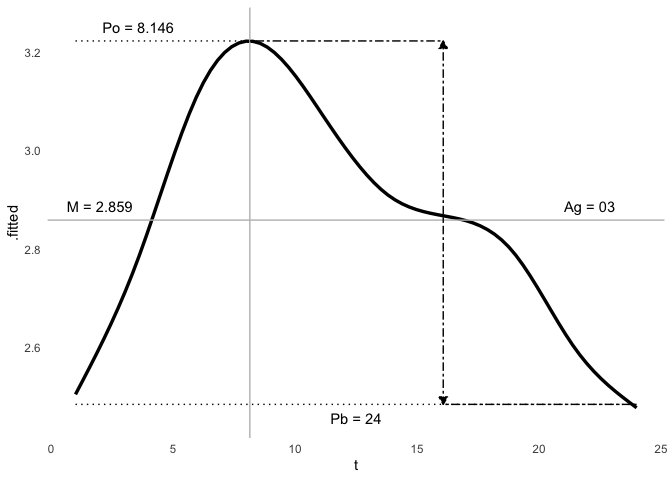 Po = 8.146
3.2
3.0
M = 2.859
Ag = 03
.fitted
2.8
2.6
Pb = 24
0 5 10 15 20 25
t